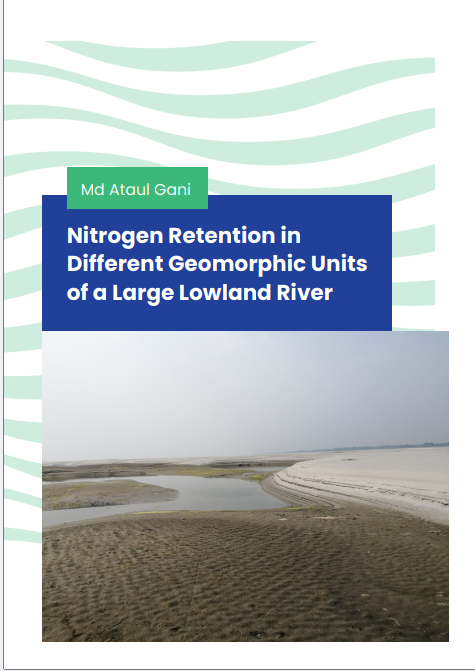 Md Ataul Gani
Nitrogen Retention in
Different Geomorphic Units
of a Large Lowland River